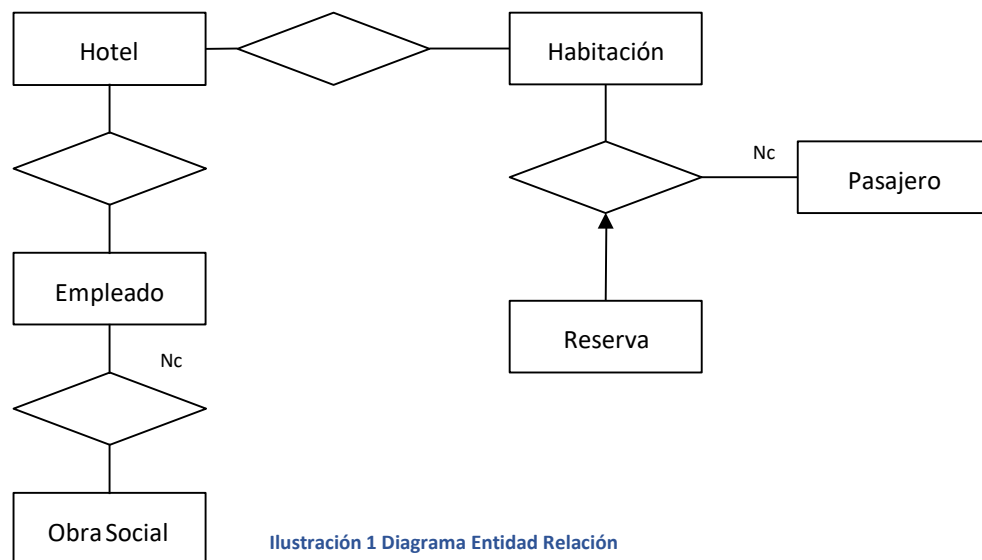 Hotel
Habitación
Nc
Pasajero
Empleado
Reserva
Nc
Obra Social
Ilustración 1 Diagrama Entidad Relación